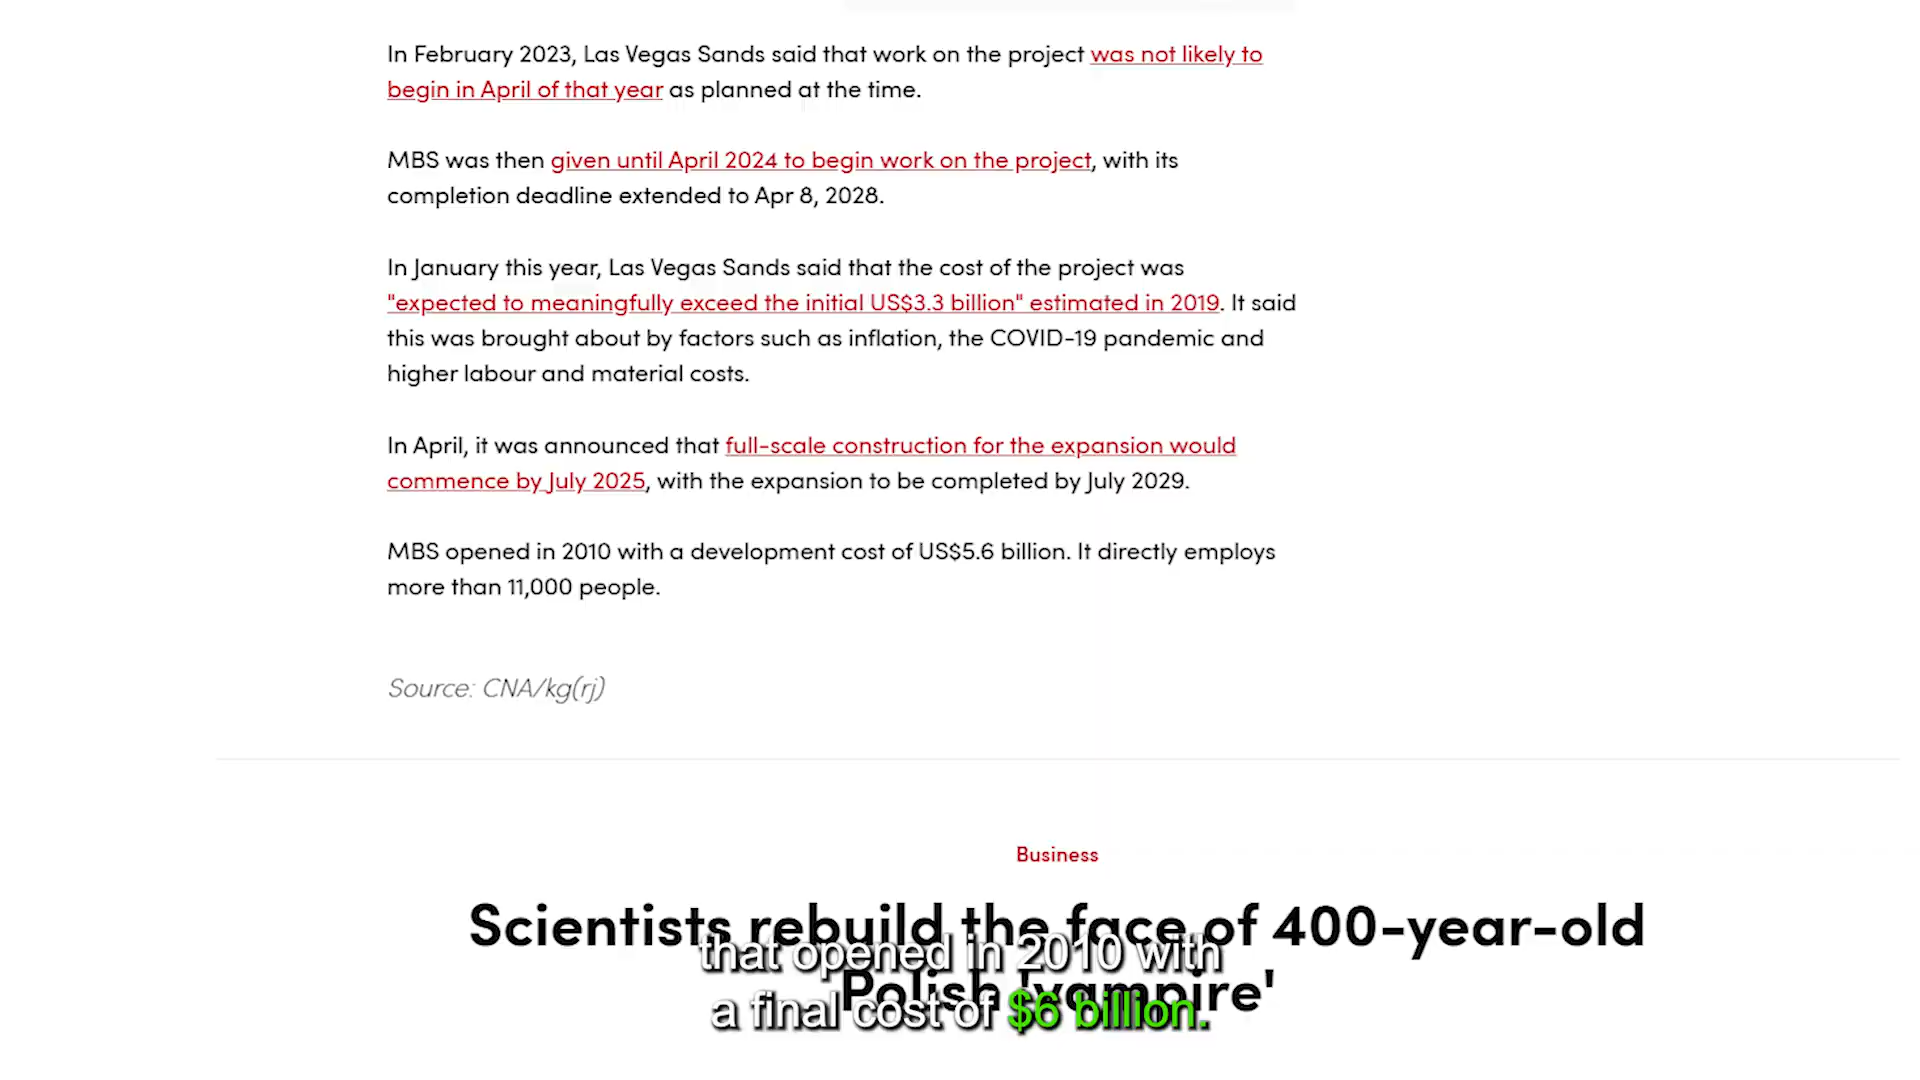 In February 2023, Las Vegas Sands said that work on the project was not likely to
begin in April of that year as planned at the time.
MBS was then given until April 2024 to begin work on the project, with its
completion deadline extended to Apr 8, 2028.
In January this year, Las Vegas Sands said that the cost of the project was
"expected to meaningfully exceed the initial US$3.3 billion" estimated in 2019. It said
this was brought about by factors such as inflation, the COVID-19 pandemic and
higher labour and material costs.
In April, it was announced that full-scale construction for the expansion would
commence by July 2025, with the expansion to be completed by July 2029.
MBS opened in 2010 with a development cost of US$5.6 billion. It directly employs
more than 11,000 people.
Source: CNA/kg(rj)
Business
Scientists rebuild the face of 400-year-old
Polish 'vampire'
that opened in 2010 with
a final cost of $6 billion.